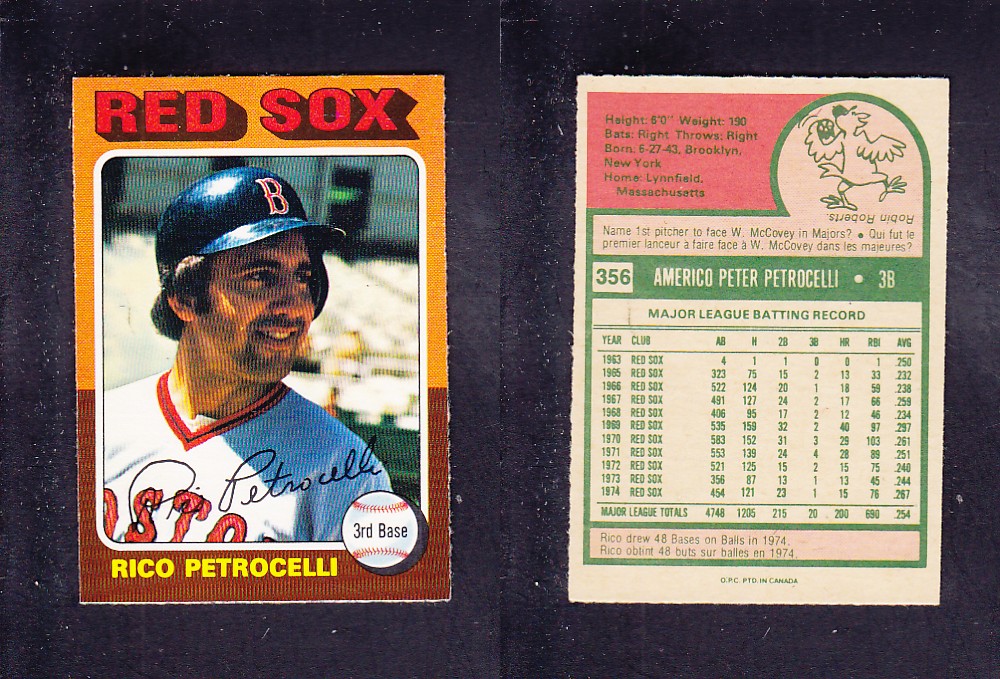 RED SOX
B
Rico Petrocelli
3rd Base
RICO PETROCELLI
Height: 6'0" Weight: 190
Bats: Right Throws: Right
Born: 6-27-43, Brooklyn,
New York
Home: Lynnfield,
Massachusetts
Robin Roberts
Name 1st pitcher to face W. McCovey in Majors? • Qui fut le
premier lanceur à faire face à W. McCovey dans les majeures?
356 AMERICO PETER PETROCELLI • 3B
MAJOR LEAGUE BATTING RECORD
YEAR CLUB AB H 2B 3B HR RBI AVG
1963 RED SOX 4 1 1 0 0 1 .250
1965 RED SOX 323 75 15 2 13 33 .232
1966 RED SOX 522 124 20 1 18 59 .238
1967 RED SOX 491 127 24 2 17 66 .259
1968 RED SOX 406 95 17 2 12 46 .234
1969 RED SOX 535 159 32 2 40 97 .297
1970 RED SOX 583 152 31 3 29 103 .261
1971 RED SOX 553 139 24 4 28 89 .251
1972 RED SOX 521 125 15 2 15 75 .240
1973 RED SOX 356 87 13 1 13 45 .244
1974 RED SOX 454 121 23 1 15 76 .267
MAJOR LEAGUE TOTALS 4748 1205 215 20 200 690 .254
Rico drew 48 Bases on Balls in 1974.
Rico obtint 48 buts sur balles en 1974.
O.P.C. PTD. IN CANADA